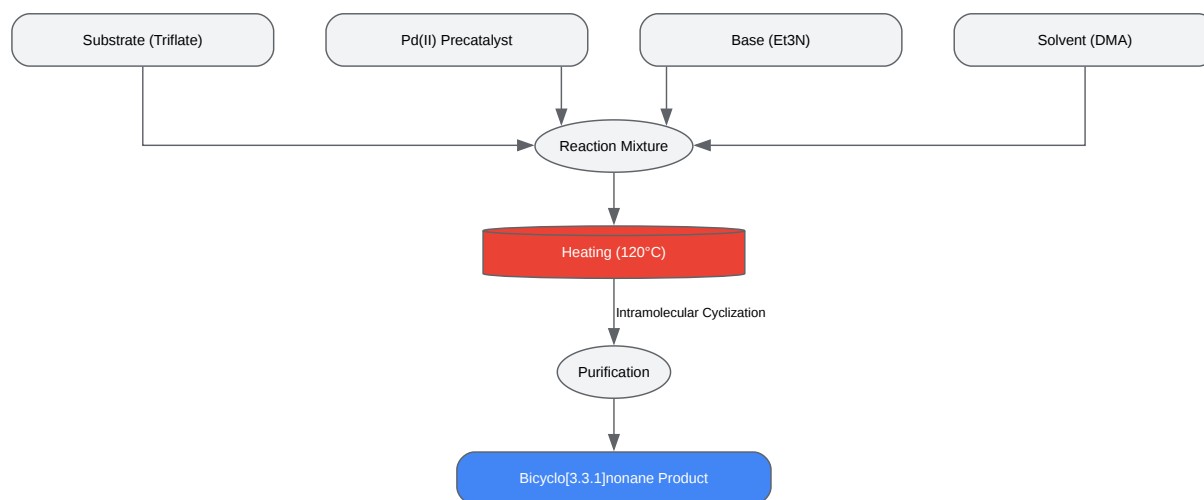 Substrate (Triflate)
Pd(II) Precatalyst
Base (Et3N)
Solvent (DMA)
Reaction Mixture
Heating (120°C)
Intramolecular Cyclization
Purification
Bicyclo[3.3.1]nonane Product